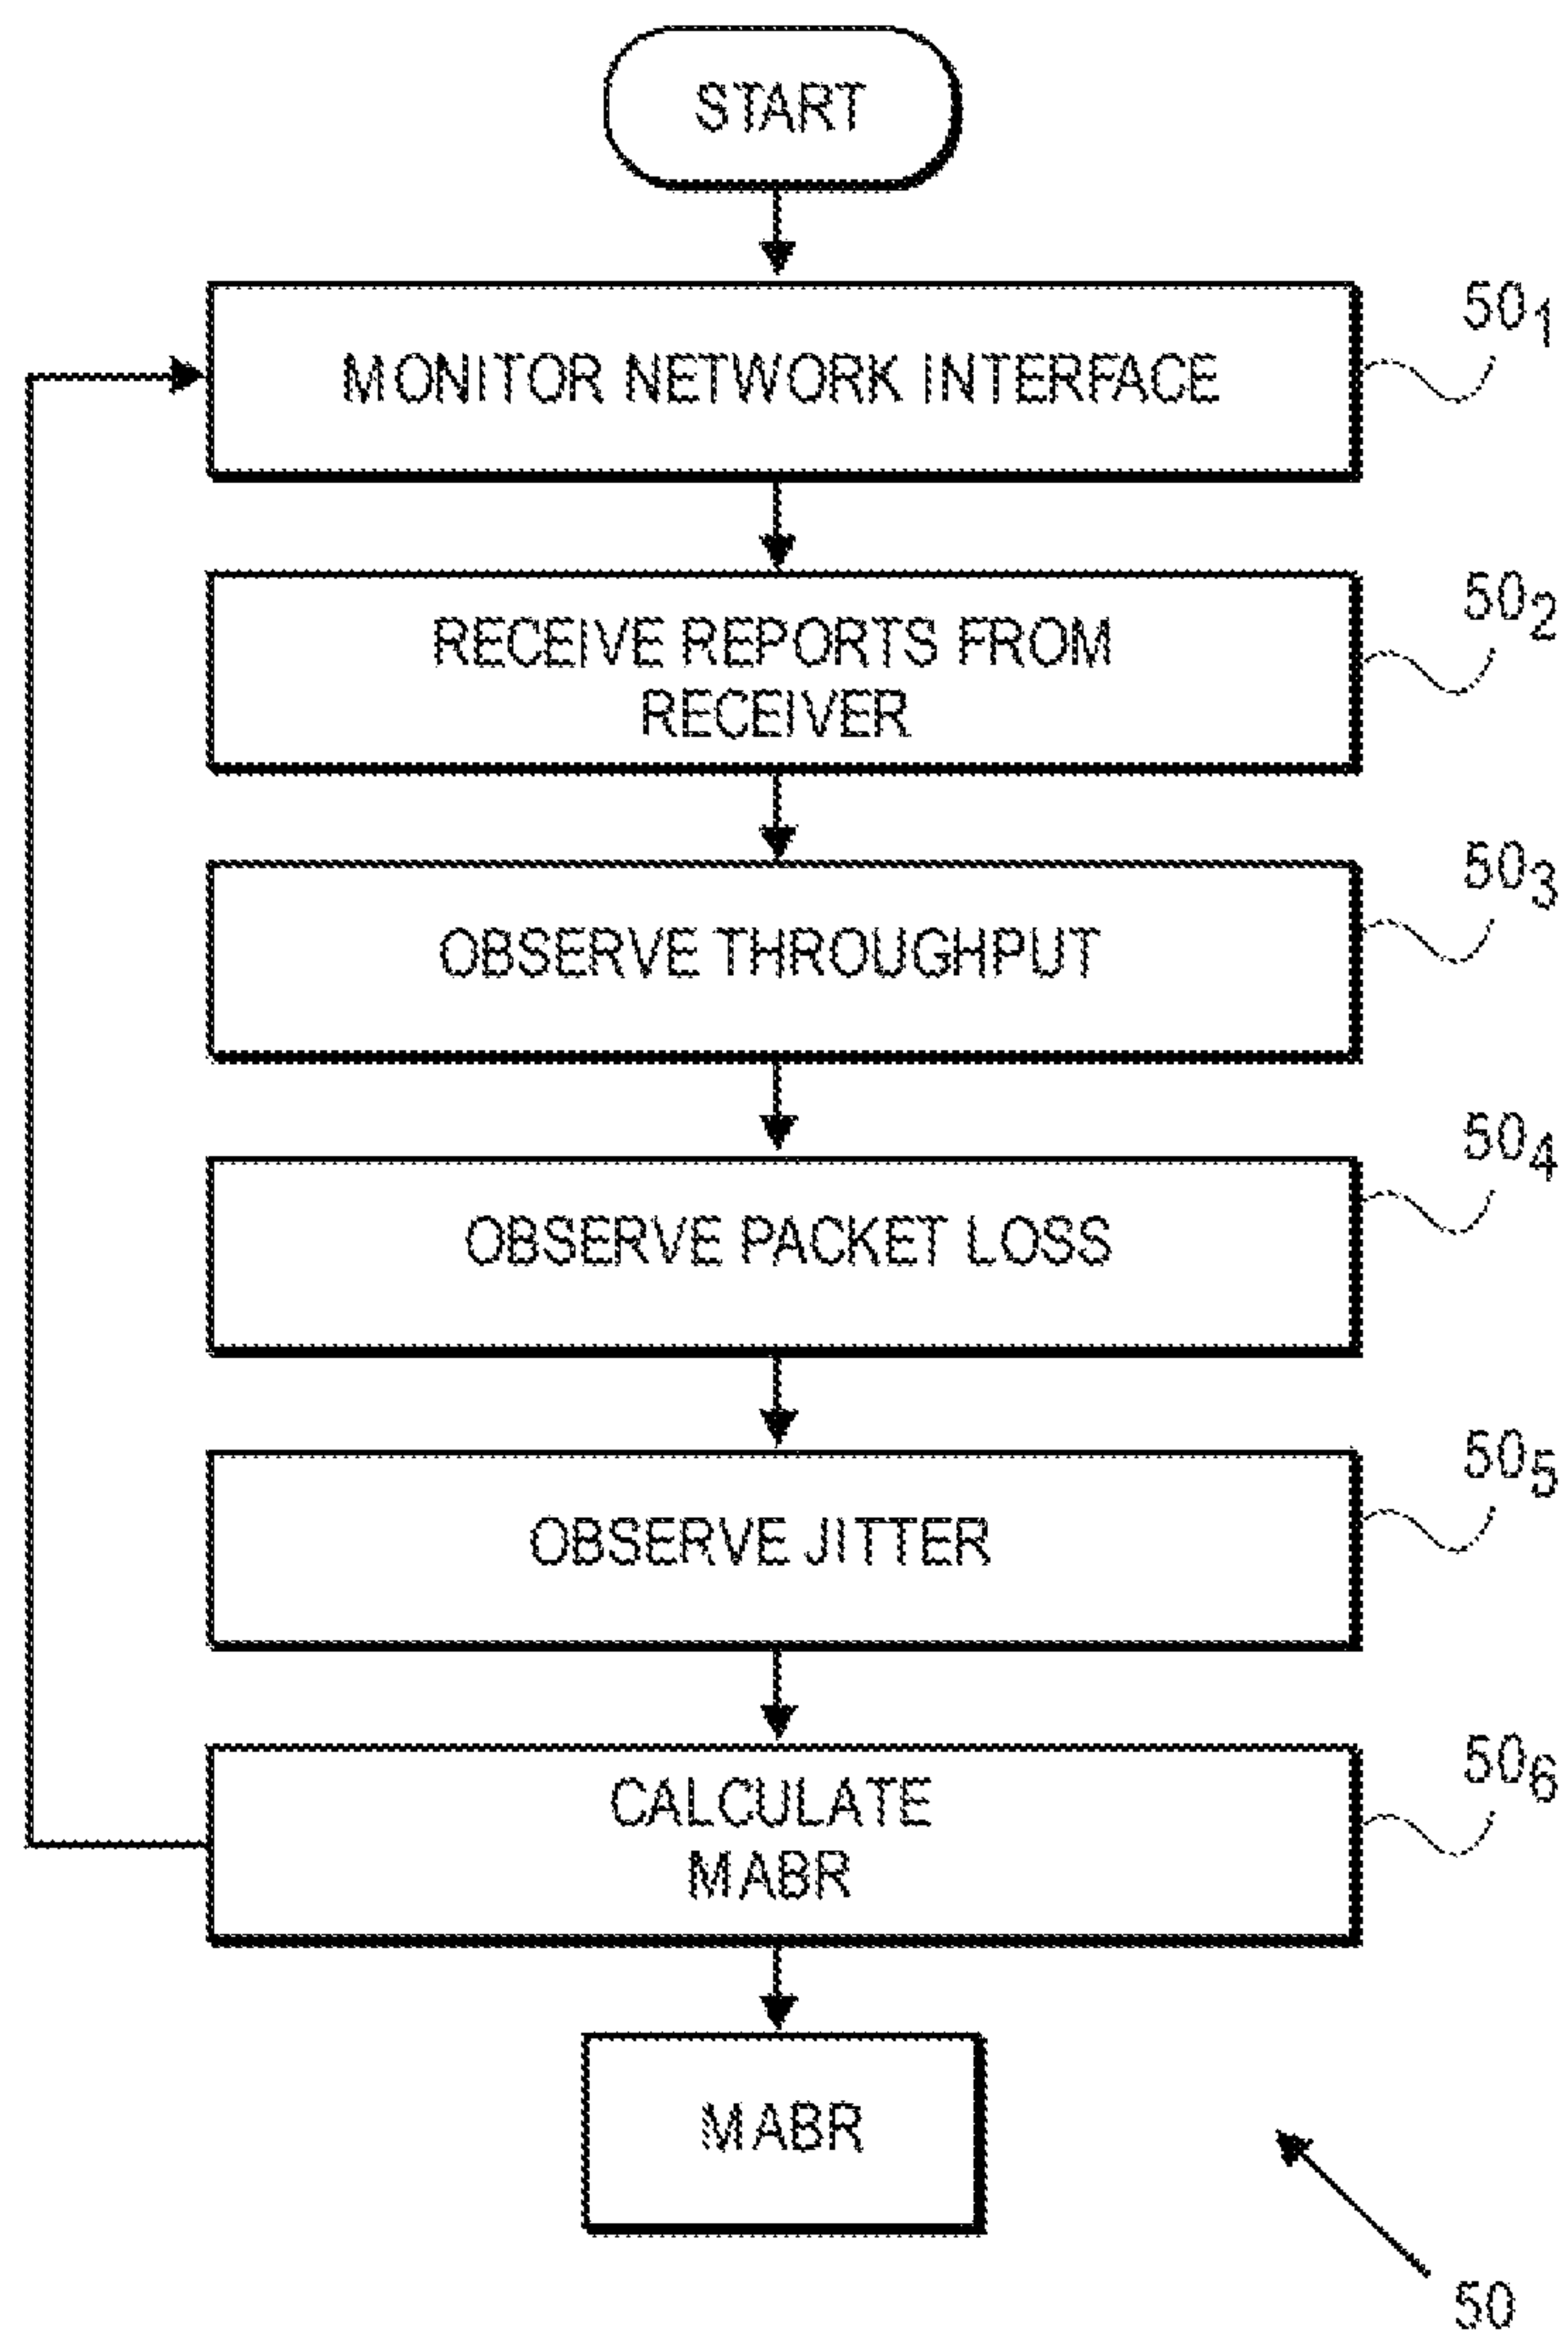 START
MONITOR NETWORK INTERFACE
50₁
RECEIVE REPORTS FROM
RECEIVER
50₂
OBSERVE THROUGHPUT
50₃
OBSERVE PACKET LOSS
50₄
OBSERVE JITTER
50₅
CALCULATE
MABR
50₆
MABR
50